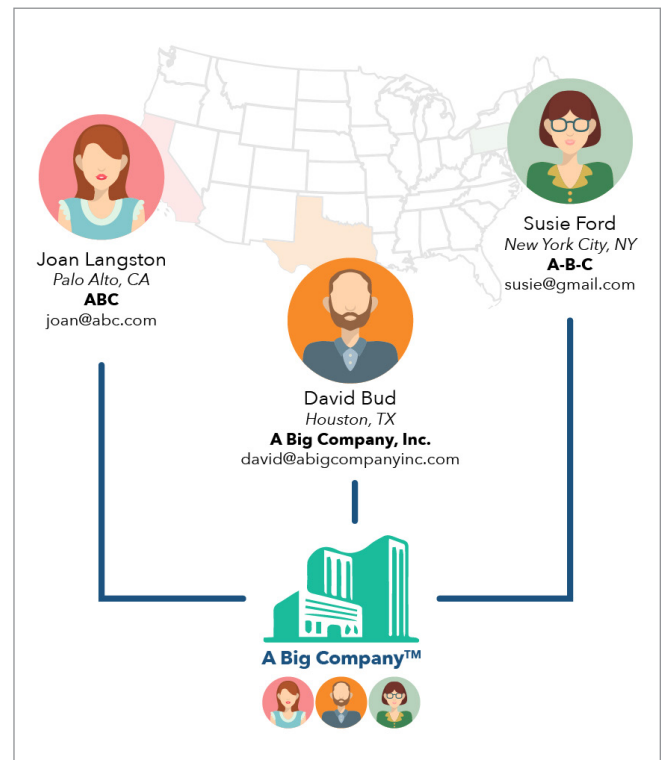 Joan Langston
Palo Alto, CA
ABC
joan@abc.com
Susie Ford
New York City, NY
A-B-C
susie@gmail.com
David Bud
Houston, TX
A Big Company, Inc.
david@abigcompanyinc.com
A Big Company™